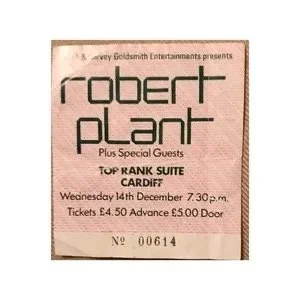 & Harvey Goldsmith Entertainments presents
robert
plant
Plus Special Guests
TOP RANK SUITE
CARDIFF
Wednesday 14th December 7.30p.m.
Tickets £4.50 Advance £5.00 Door
Nº 00614